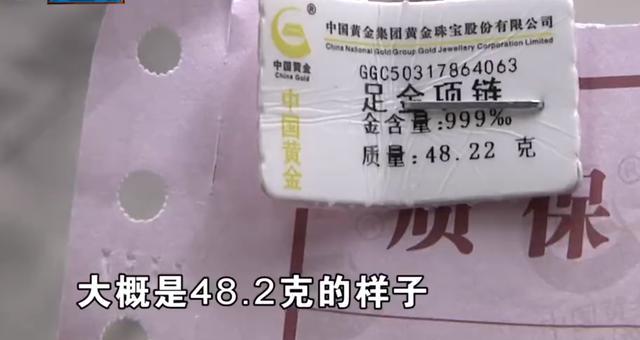 中国黄金集团黄金珠宝股份有限公司
China National Gold Group Gold Jewellery Corporation Limited
中国黄金
China Gold
GGC50317864063
足金项链
金含量:999‰
质量:48.22 克
中国黄金
质保
大概是48.2克的样子